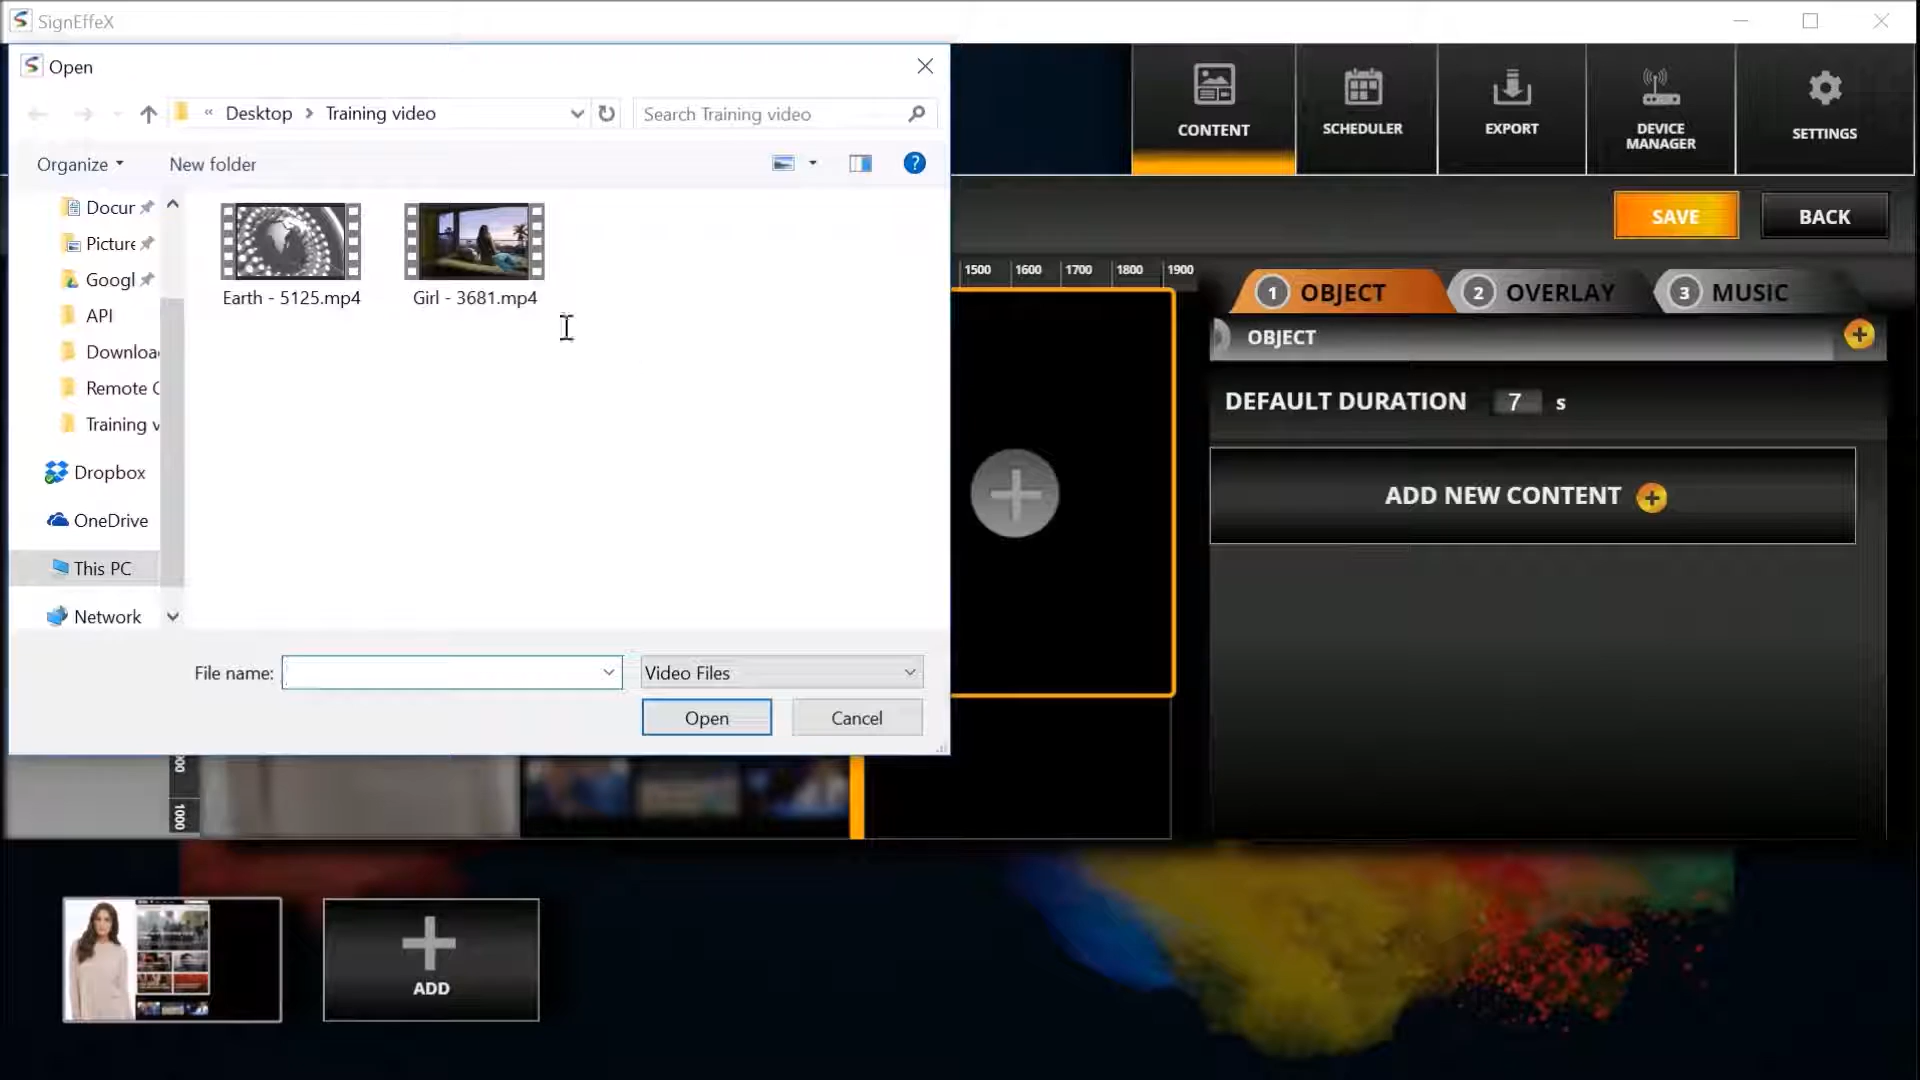 SignEffeX
Open
« Desktop > Training video
Search Training video
CONTENT
SCHEDULER
EXPORT
DEVICE
MANAGER
SETTINGS
Organize
New folder
SAVE
BACK
Docur
Picture
Googl
API
Downloa
Remote C
Training v
Dropbox
OneDrive
This PC
Network
Earth - 5125.mp4
Girl - 3681.mp4
1500 1600 1700 1800 1900
1 OBJECT
2 OVERLAY
3 MUSIC
OBJECT
DEFAULT DURATION 7 s
ADD NEW CONTENT
File name:
Video Files
Open
Cancel
1000
ADD